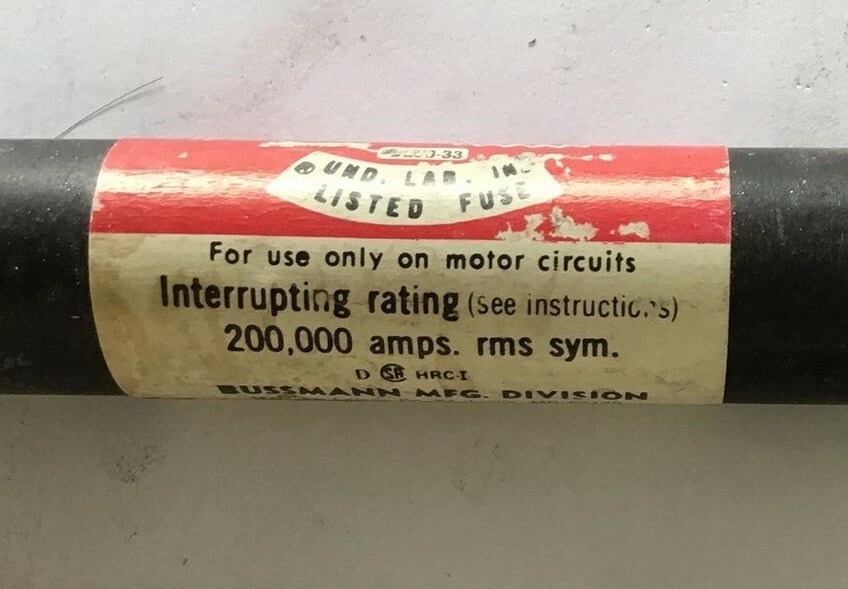 UND. LAB. INC
LISTED FUSE
For use only on motor circuits
Interrupting rating (see instructions)
200,000 amps. rms sym.
D SA HRC-I
BUSSMANN MFG. DIVISION